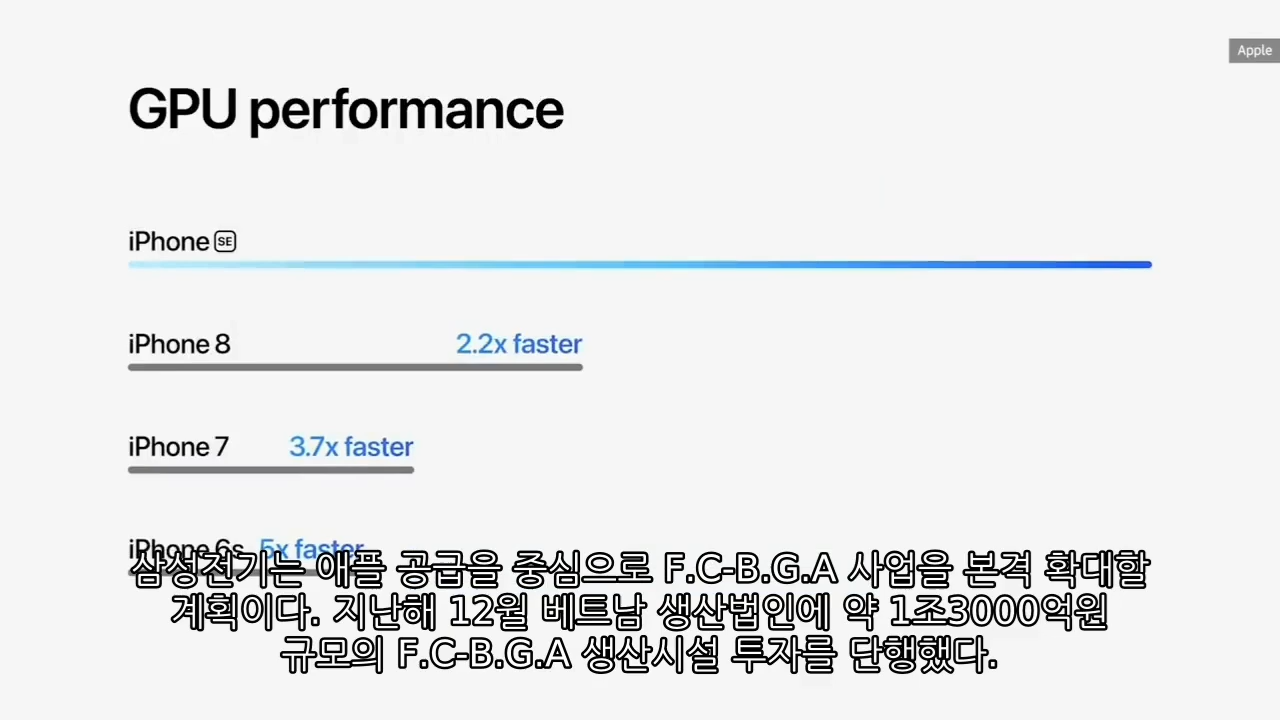 Apple
GPU performance
iPhone SE
iPhone 8 2.2x faster
iPhone 7 3.7x faster
iPhone 6s 5x faster
삼성전기는 애플 공급을 중심으로 F.C-B.G.A 사업을 본격 확대할
계획이다. 지난해 12월 베트남 생산법인에 약 1조3000억원
규모의 F.C-B.G.A 생산시설 투자를 단행했다.